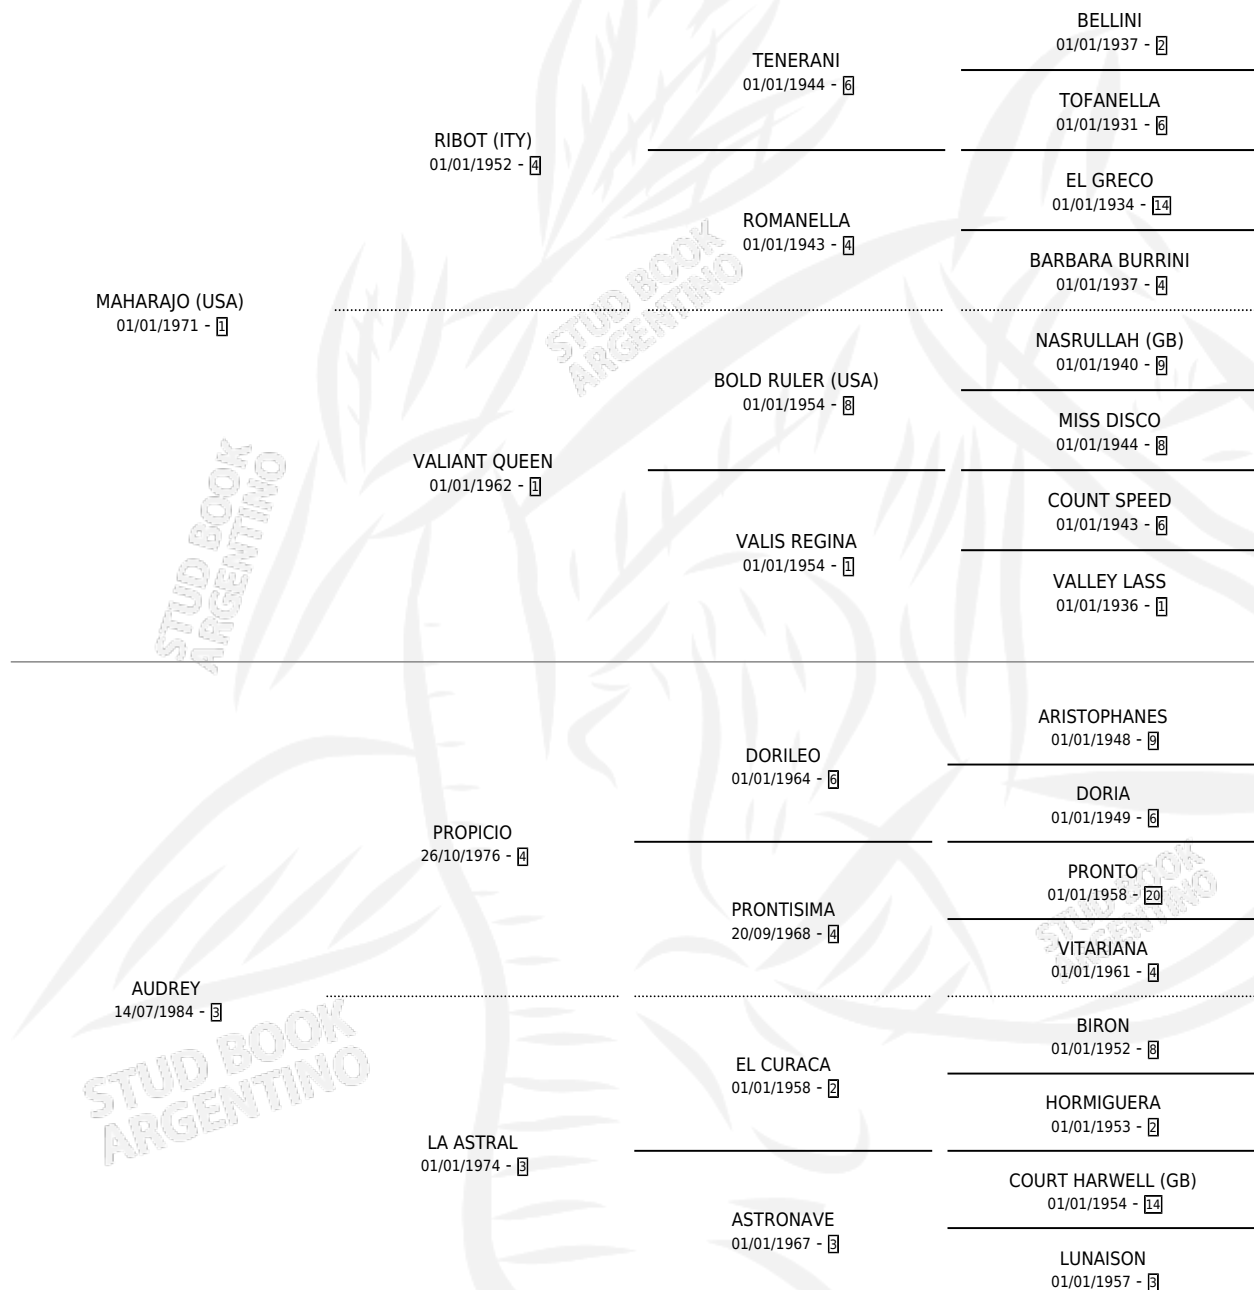 BELLINI
01/01/1937 - 2
TENERANI
01/01/1944 - 6
TOFANELLA
01/01/1931 - 6
RIBOT (ITY)
01/01/1952 - 4
EL GRECO
01/01/1934 - 14
ROMANELLA
01/01/1943 - 4
BARBARA BURRINI
01/01/1937 - 4
MAHARAJO (USA)
01/01/1971 - 1
STUD BOOK
ARGENTINO
NASRULLAH (GB)
01/01/1940 - 9
BOLD RULER (USA)
01/01/1954 - 8
MISS DISCO
01/01/1944 - 8
VALIANT QUEEN
01/01/1962 - 1
COUNT SPEED
01/01/1943 - 6
VALIS REGINA
01/01/1954 - 1
VALLEY LASS
01/01/1936 - 1
STUD BOOK
ARGENTINO
ARISTOPHANES
01/01/1948 - 9
DORILEO
01/01/1964 - 6
DORIA
01/01/1949 - 6
PROPICIO
26/10/1976 - 4
PRONTO
01/01/1958 - 20
PRONTISIMA
20/09/1968 - 4
VITARIANA
01/01/1961 - 4
STUD BOOK
ARGENTINO
AUDREY
14/07/1984 - 3
BIRON
01/01/1952 - 8
EL CURACA
01/01/1958 - 2
HORMIGUERA
01/01/1953 - 2
STUD BOOK
ARGENTINO
LA ASTRAL
01/01/1974 - 3
COURT HARWELL (GB)
01/01/1954 - 14
ASTRONAVE
01/01/1967 - 3
LUNAISON
01/01/1957 - 3